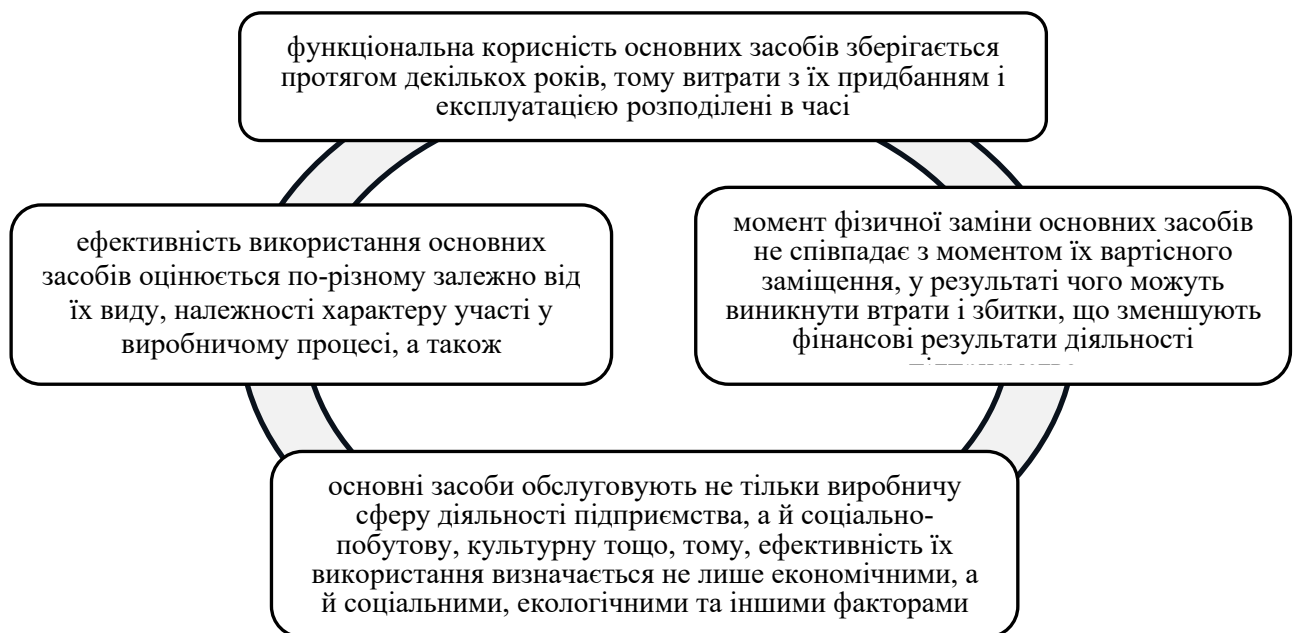 функціональна корисність основних засобів зберігається
протягом декількох років, тому витрати з їх придбанням і
експлуатацією розподілені в часі
ефективність використання основних
засобів оцінюється по-різному залежно від
їх виду, належності характеру участі у
виробничому процесі, а також
момент фізичної заміни основних засобів
не співпадає з моментом їх вартісного
заміщення, у результаті чого можуть
виникнути втрати і збитки, що зменшують
фінансові результати діяльності
основні засоби обслуговують не тільки виробничу
сферу діяльності підприємства, а й соціально-
побутову, культурну тощо, тому, ефективність їх
використання визначається не лише економічними, а
й соціальними, екологічними та іншими факторами